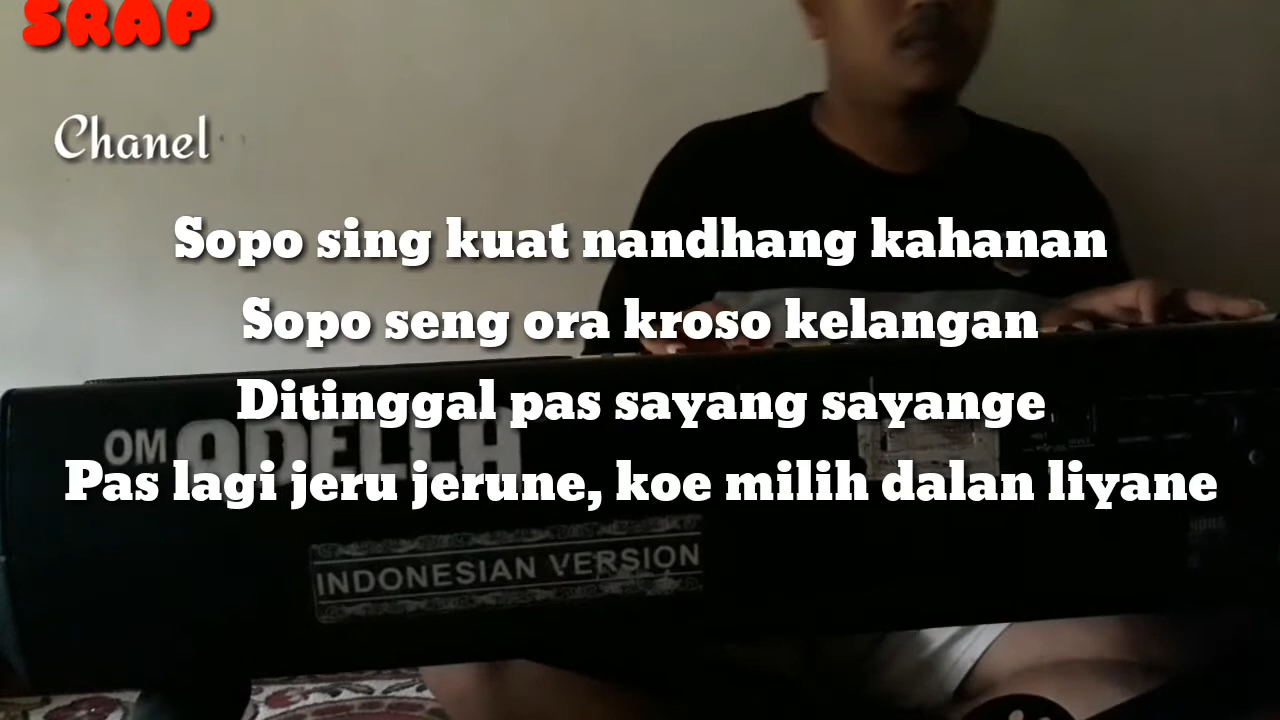 SRAP
Chanel
Sopo sing kuat nandhang kahanan
Sopo seng ora kroso kelangan
Ditinggal pas sayang sayange
OM ADELLA
Pas lagi jeru jerune, koe milih dalan liyane
INDONESIAN VERSION